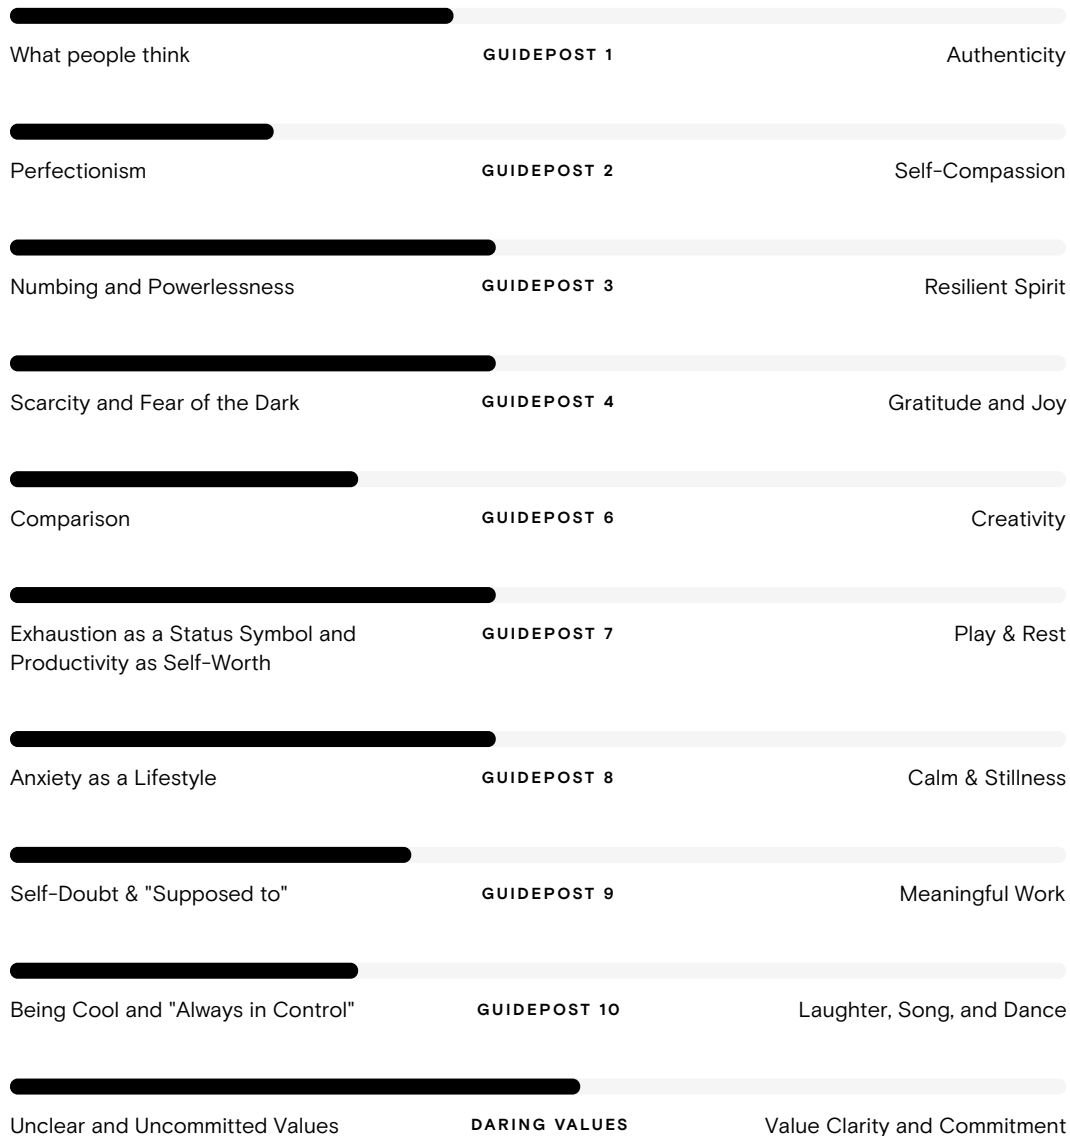 What people think GUIDEPOST 1 Authenticity
Perfectionism GUIDEPOST 2 Self-Compassion
Numbing and Powerlessness GUIDEPOST 3 Resilient Spirit
Scarcity and Fear of the Dark GUIDEPOST 4 Gratitude and Joy
Comparison GUIDEPOST 6 Creativity
Exhaustion as a Status Symbol and GUIDEPOST 7 Play & Rest
Productivity as Self-Worth
Anxiety as a Lifestyle GUIDEPOST 8 Calm & Stillness
Self-Doubt & "Supposed to" GUIDEPOST 9 Meaningful Work
Being Cool and "Always in Control" GUIDEPOST 10 Laughter, Song, and Dance
Unclear and Uncommitted Values DARING VALUES Value Clarity and Commitment